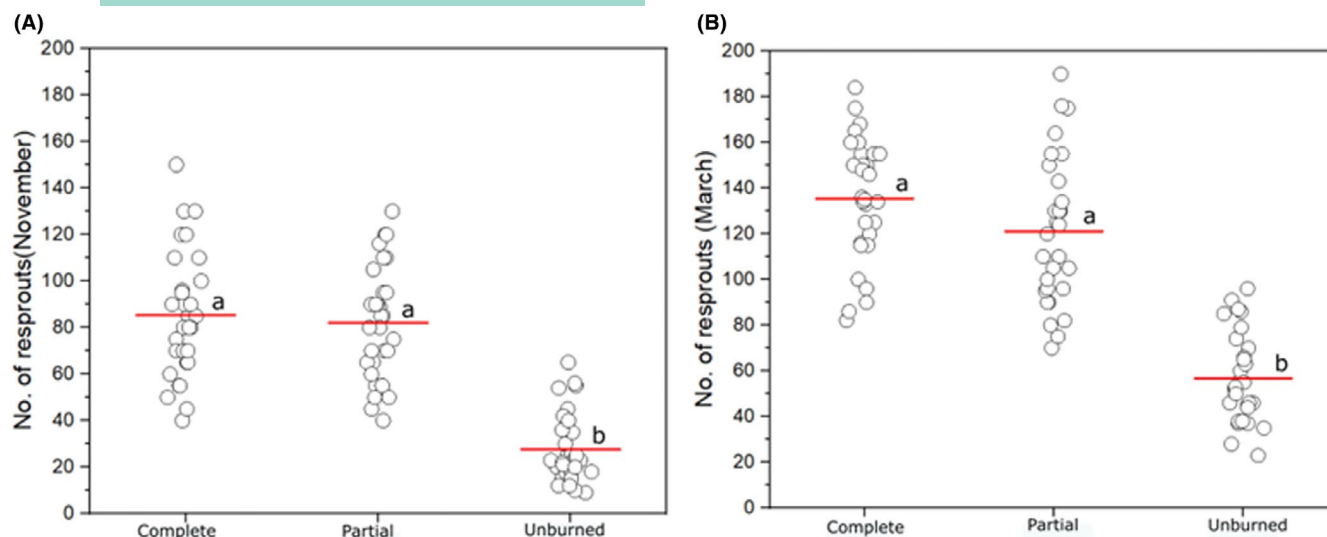 (A)
No. of resprouts(November)
200
180
160
140
120
100
80
60
40
20
0
a
a
b
Complete Partial Unburned
(B)
No. of resprouts (March)
200
180
160
140
120
100
80
60
40
20
0
a
a
b
Complete Partial Unburned